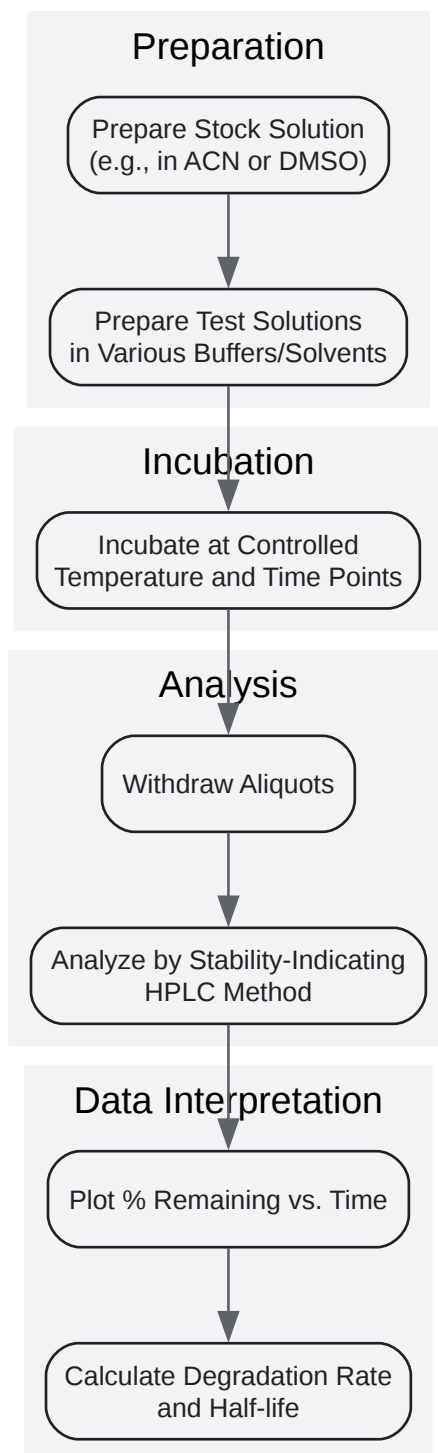 Preparation
Prepare Stock Solution
(e.g., in ACN or DMSO)
Prepare Test Solutions
in Various Buffers/Solvents
Incubation
Incubate at Controlled
Temperature and Time Points
Analysis
Withdraw Aliquots
Analyze by Stability-Indicating
HPLC Method
Data Interpretation
Plot % Remaining vs. Time
Calculate Degradation Rate
and Half-life